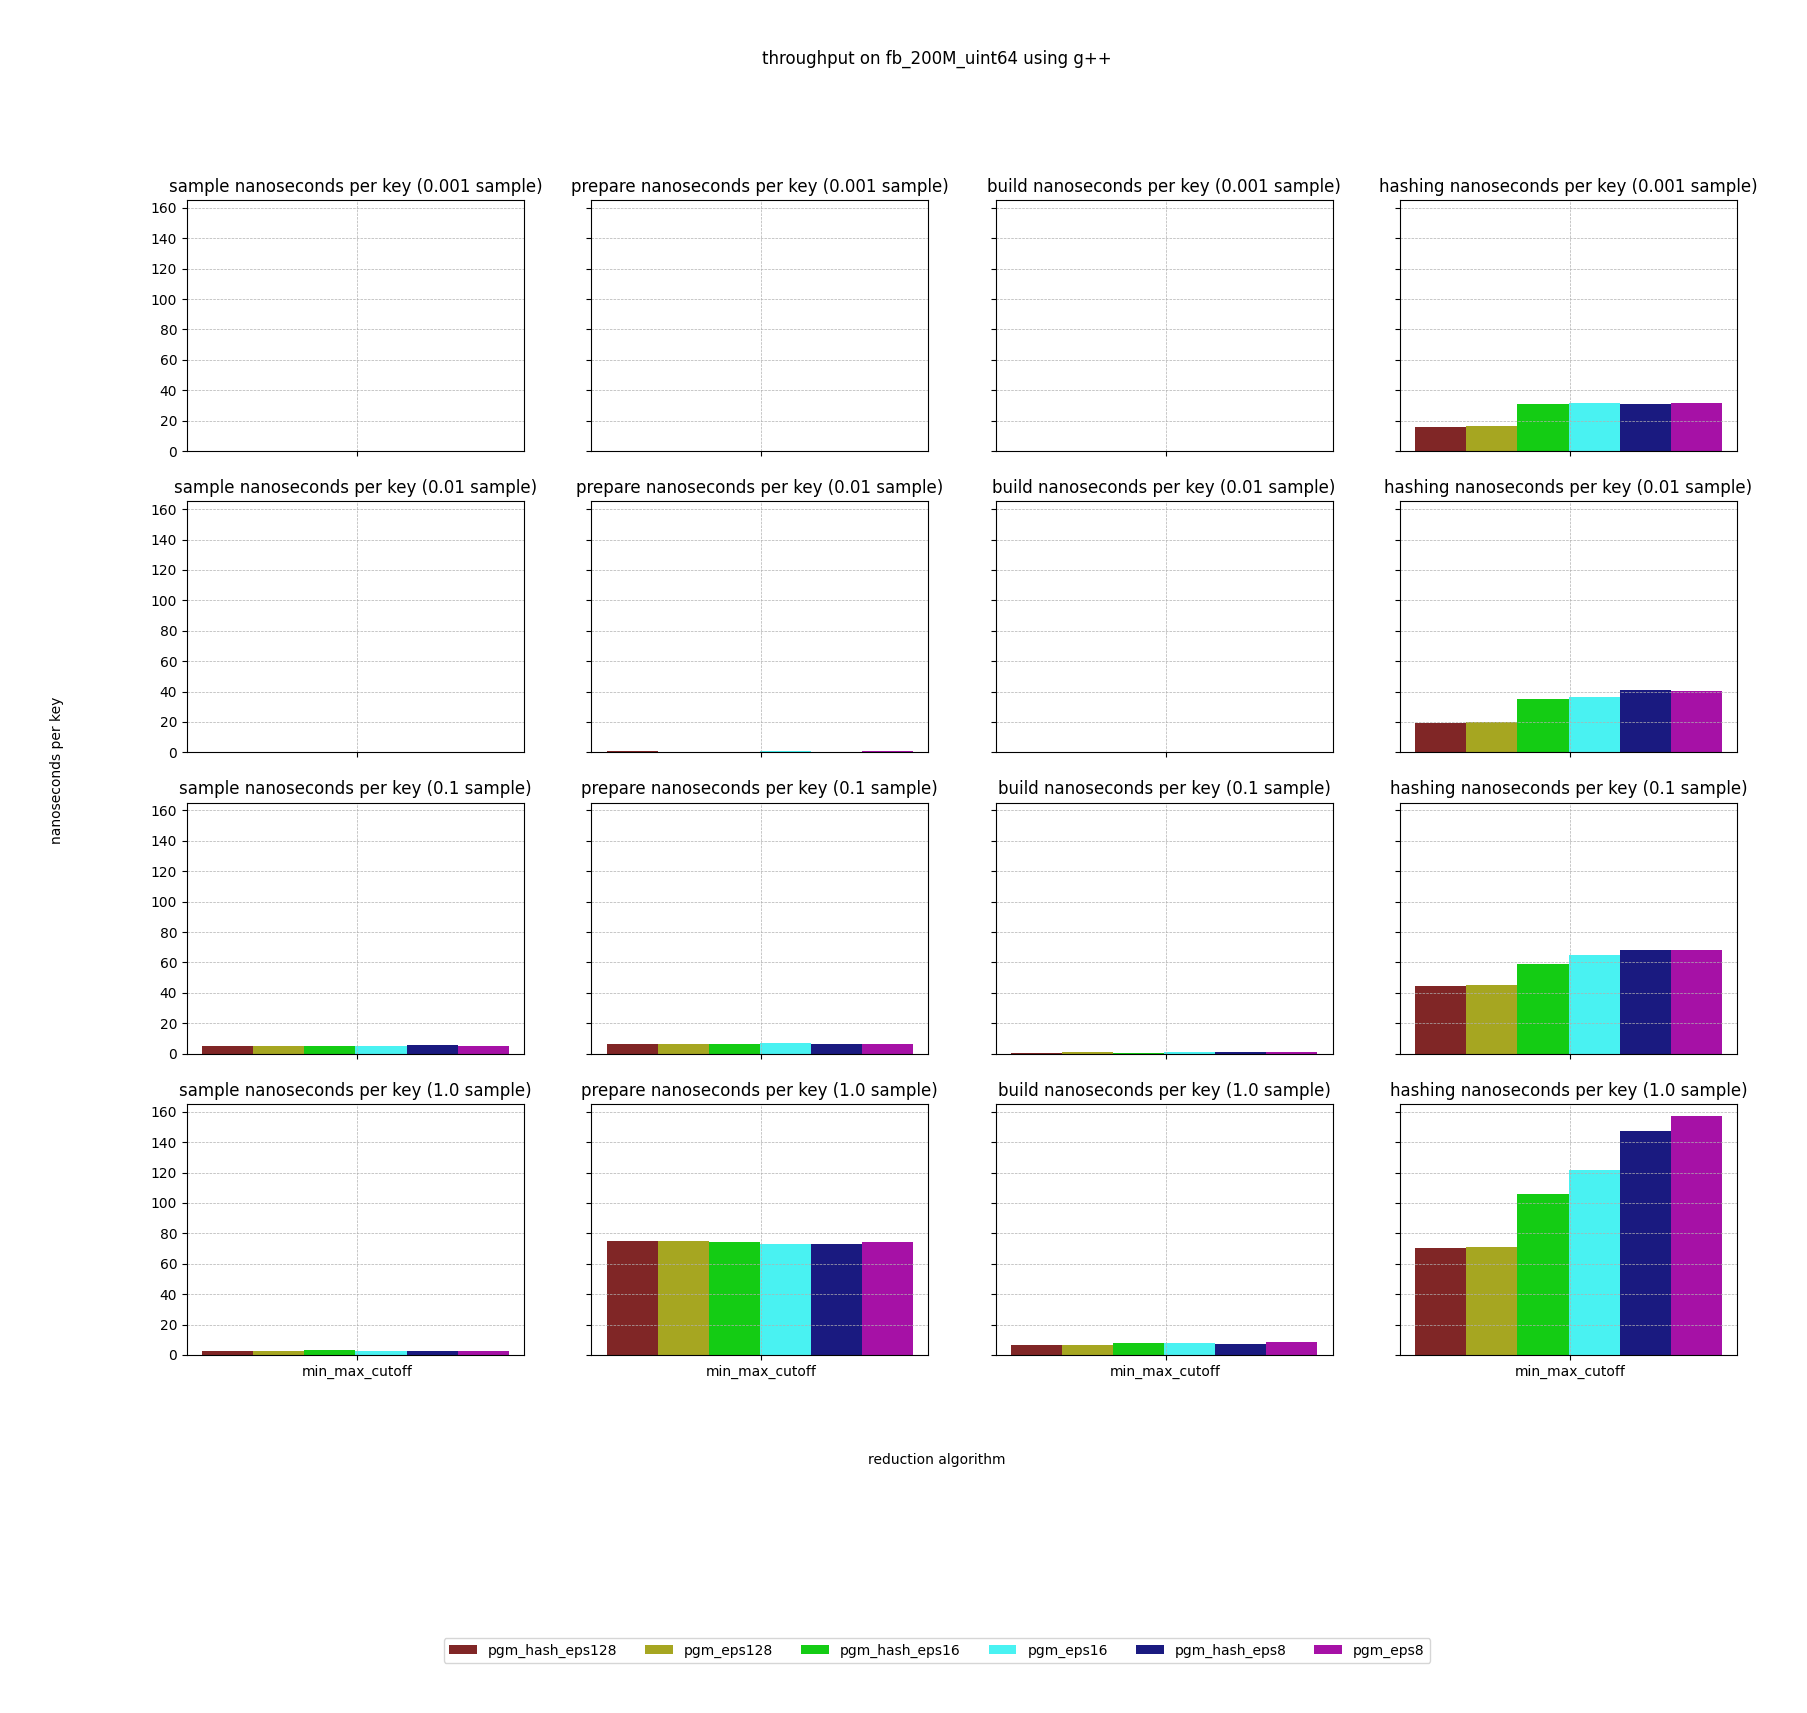 throughput on fb_200M_uint64 using g++
sample nanoseconds per key (0.001 sample)
prepare nanoseconds per key (0.001 sample)
build nanoseconds per key (0.001 sample)
hashing nanoseconds per key (0.001 sample)
160
140
120
100
80
60
40
20
0
sample nanoseconds per key (0.01 sample)
prepare nanoseconds per key (0.01 sample)
build nanoseconds per key (0.01 sample)
hashing nanoseconds per key (0.01 sample)
160
140
120
100
80
60
40
20
0
nanoseconds per key
sample nanoseconds per key (0.1 sample)
prepare nanoseconds per key (0.1 sample)
build nanoseconds per key (0.1 sample)
hashing nanoseconds per key (0.1 sample)
160
140
120
100
80
60
40
20
0
sample nanoseconds per key (1.0 sample)
prepare nanoseconds per key (1.0 sample)
build nanoseconds per key (1.0 sample)
hashing nanoseconds per key (1.0 sample)
160
140
120
100
80
60
40
20
0
min_max_cutoff
min_max_cutoff
min_max_cutoff
min_max_cutoff
reduction algorithm
pgm_hash_eps128
pgm_eps128
pgm_hash_eps16
pgm_eps16
pgm_hash_eps8
pgm_eps8